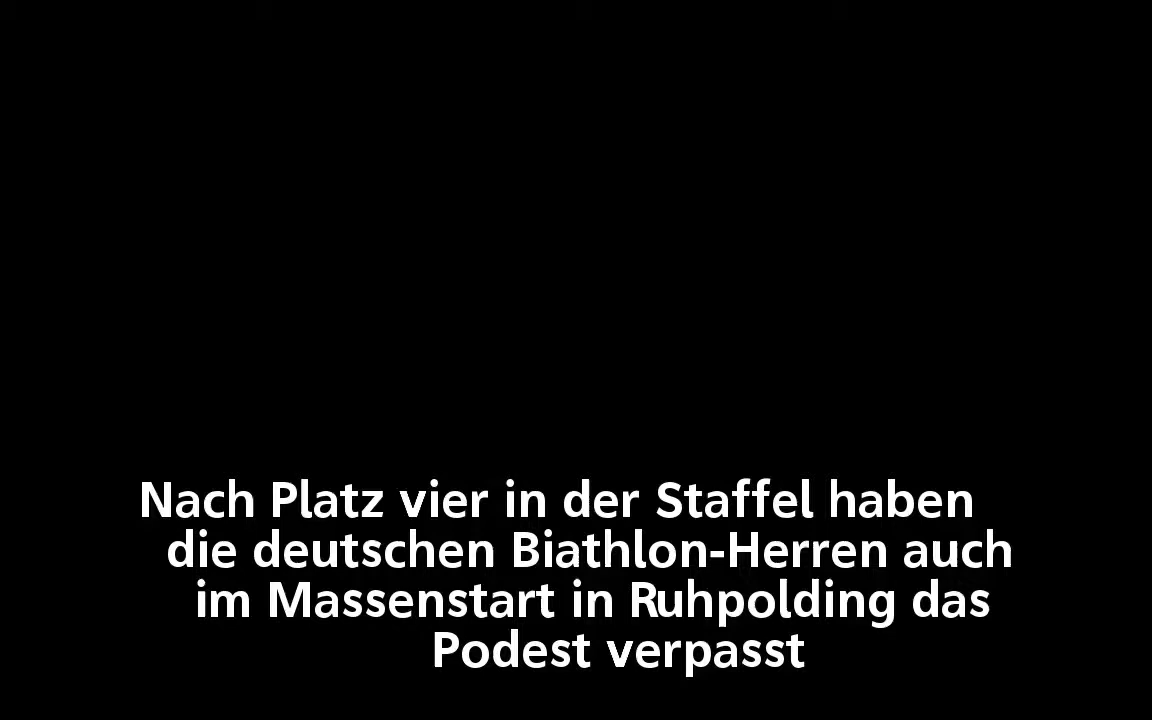 Nach Platz vier in der Staffel haben
die deutschen Biathlon-Herren auch
im Massenstart in Ruhpolding das
Podest verpasst